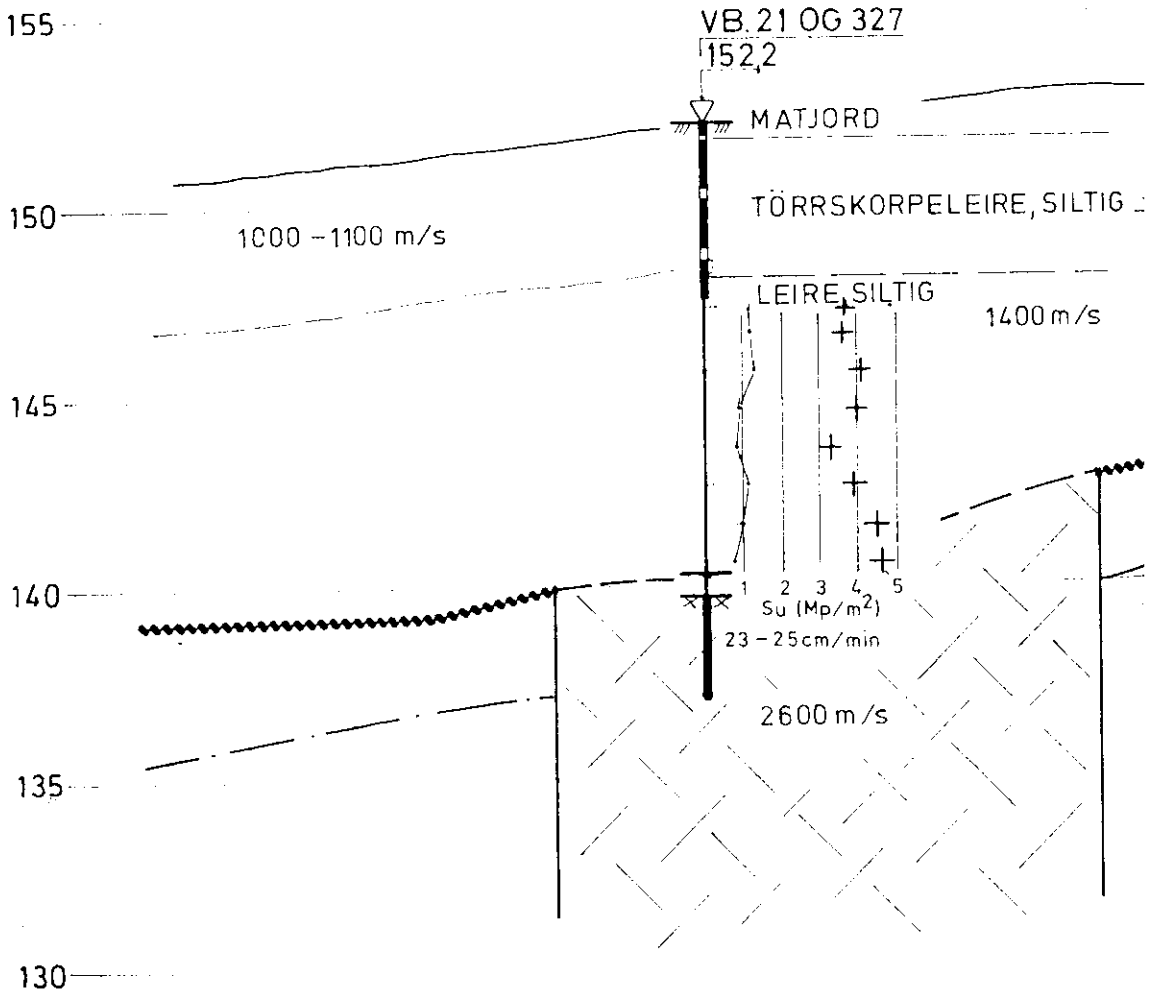 155
VB. 21 OG 327
152,2
MATJORD
150
TÖRRSKORPELEIRE, SILTIG
1000 - 1100 m/s
LEIRE, SILTIG
1400 m/s
145
140
1 2 3 4 5
Su (Mp/m²)
23 - 25 cm/min
2600 m/s
135
130